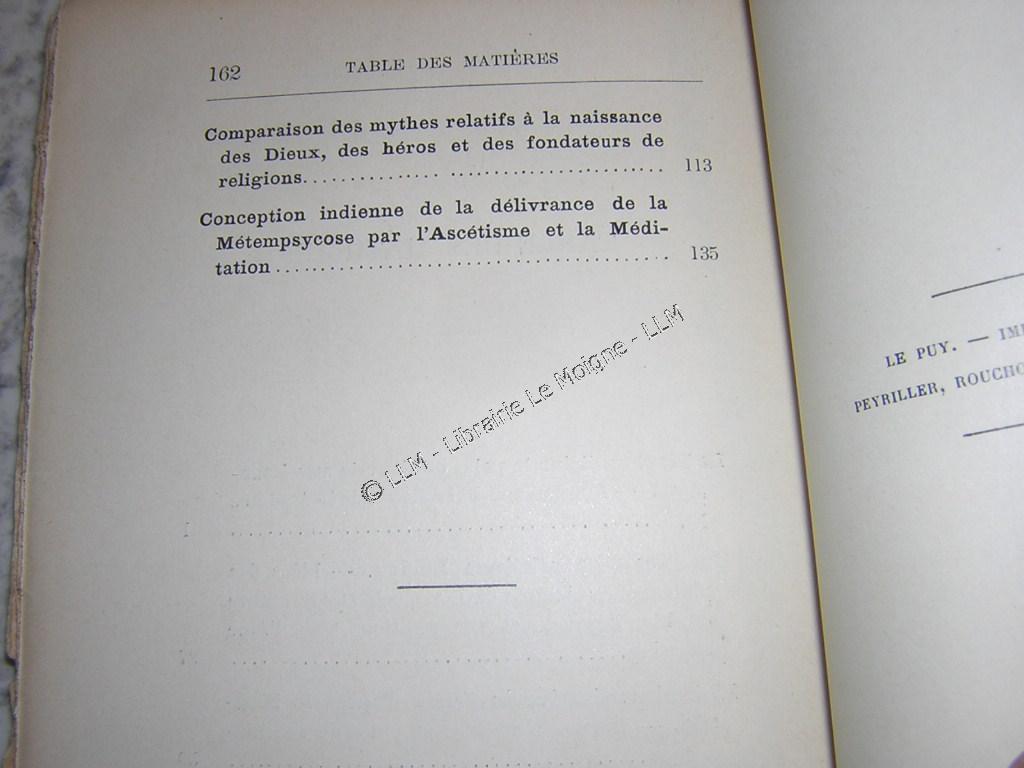 162 TABLE DES MATIÈRES
Comparaison des mythes relatifs à la naissance
des Dieux, des héros et des fondateurs de
religions........................................ 113
Conception indienne de la délivrance de la
Métempsycose par l'Ascétisme et la Médi-
tation........................................ 135
© LLM - Librairie Le Moigne - LLM
LE PUY. —
PEYRILLER,